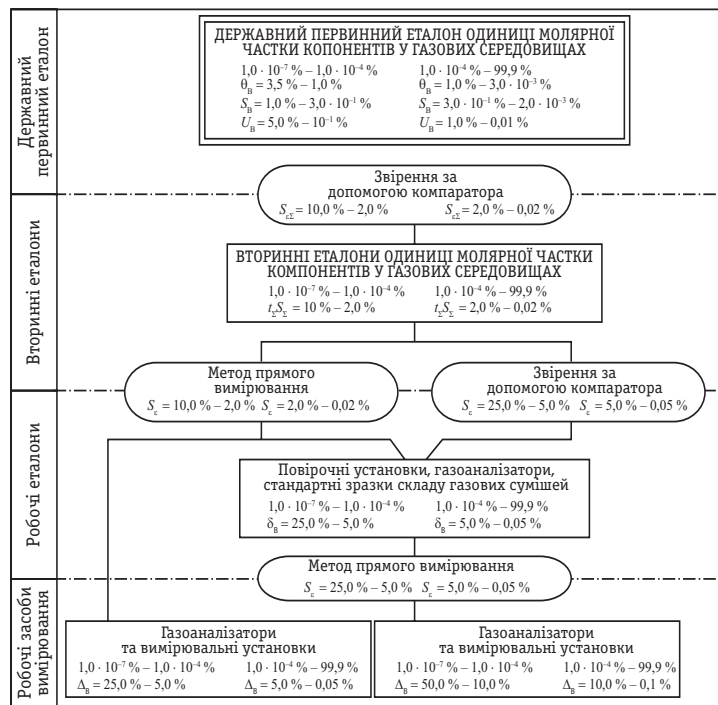 Державний
первинний еталон
ДЕРЖАВНИЙ ПЕРВИННИЙ ЕТАЛОН ОДИНИЦІ МОЛЯРНОЇ
ЧАСТКИ КОПОНЕНТІВ У ГАЗОВИХ СЕРЕДОВИЩАХ
1,0 · 10⁻⁷ % – 1,0 · 10⁻⁴ % 1,0 · 10⁻⁴ – 99,9 %
θ_в = 3,5 % – 1,0 % θ_в = 1,0 % – 3,0 · 10⁻³ %
S_в = 1,0 % – 3,0 · 10⁻¹ % S_в = 3,0 · 10⁻¹ % – 2,0 · 10⁻³ %
U_в = 5,0 % – 10⁻¹ % U_в = 1,0 % – 0,01 %
Звірення за
допомогою компаратора
S_εΣ = 10,0 % – 2,0 % S_εΣ = 2,0 % – 0,02 %
Вторинні еталони
ВТОРИННІ ЕТАЛОНИ ОДИНИЦІ МОЛЯРНОЇ ЧАСТКИ
КОМПОНЕНТІВ У ГАЗОВИХ СЕРЕДОВИЩАХ
1,0 · 10⁻⁷ % – 1,0 · 10⁻⁴ % 1,0 · 10⁻⁴ – 99,9 %
t_ΣS_Σ = 10 % – 2,0 % t_ΣS_Σ = 2,0 % – 0,02 %
Метод прямого
вимірювання
S_ε = 10,0 % – 2,0 % S_ε = 2,0 % – 0,02 %
Звірення за
допомогою компаратора
S_ε = 25,0 % – 5,0 % S_ε = 5,0 % – 0,05 %
Робочі еталони
Повірочні установки, газоаналізатори,
стандартні зразки складу газових сумішей
1,0 · 10⁻⁷ % – 1,0 · 10⁻⁴ % 1,0 · 10⁻⁴ – 99,9 %
δ_в = 25,0 % – 5,0 % δ_в = 5,0 % – 0,05 %
Метод прямого вимірювання
S_ε = 25,0 % – 5,0 % S_ε = 5,0 % – 0,05 %
Робочі засоби
вимірювання
Газоаналізатори
та вимірювальні установки
1,0 · 10⁻⁷ % – 1,0 · 10⁻⁴ % 1,0 · 10⁻⁴ – 99,9 %
Δ_в = 25,0 % – 5,0 % Δ_в = 5,0 % – 0,05 %
Газоаналізатори
та вимірювальні установки
1,0 · 10⁻⁷ % – 1,0 · 10⁻⁴ % 1,0 · 10⁻⁴ – 99,9 %
Δ_в = 50,0 % – 10,0 % Δ_в = 10,0 % – 0,1 %